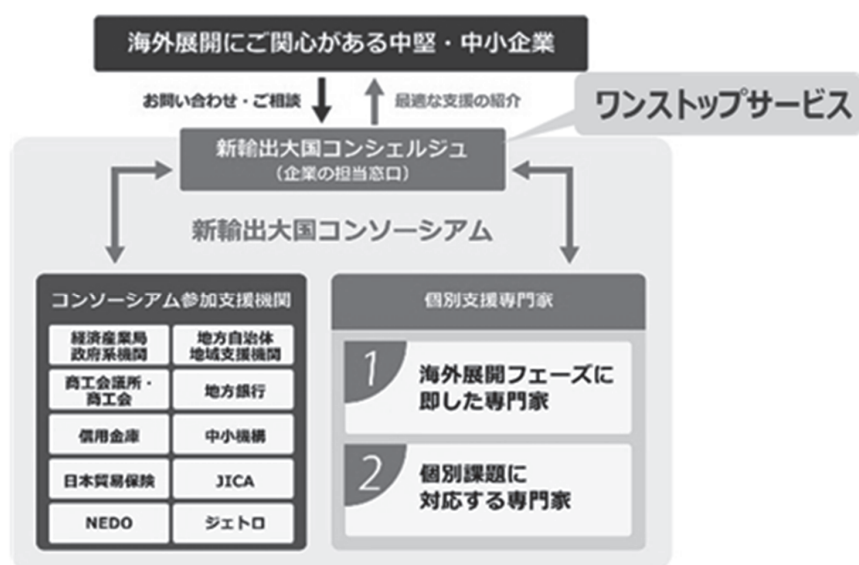 海外展開にご関心がある中堅・中小企業
お問い合わせ・ご相談
最適な支援の紹介
ワンストップサービス
新輸出大国コンシェルジュ
（企業の担当窓口）
新輸出大国コンソーシアム
コンソーシアム参加支援機関
経済産業局
政府系機関
地方自治体
地域支援機関
商工会議所・
商工会
地方銀行
信用金庫
中小機構
日本貿易保険
JICA
NEDO
ジェトロ
個別支援専門家
1
海外展開フェーズに
即した専門家
2
個別課題に
対応する専門家